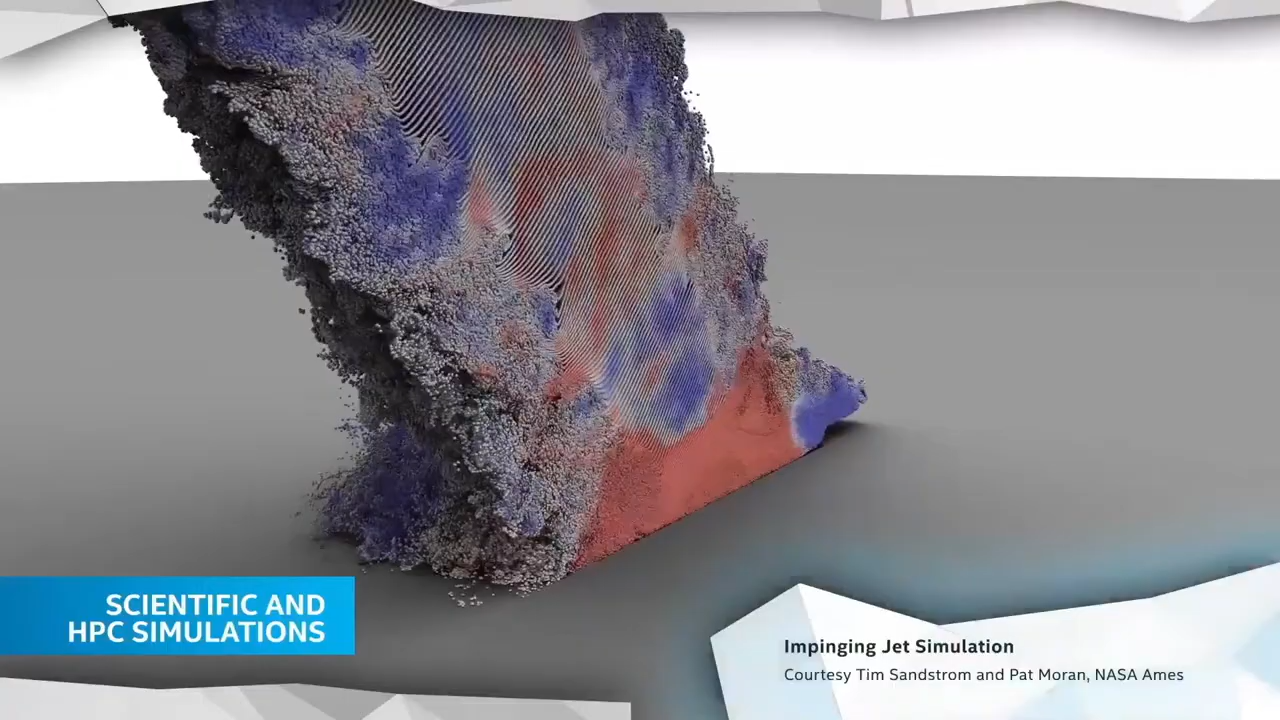 SCIENTIFIC AND
HPC SIMULATIONS
Impinging Jet Simulation
Courtesy Tim Sandstrom and Pat Moran, NASA Ames